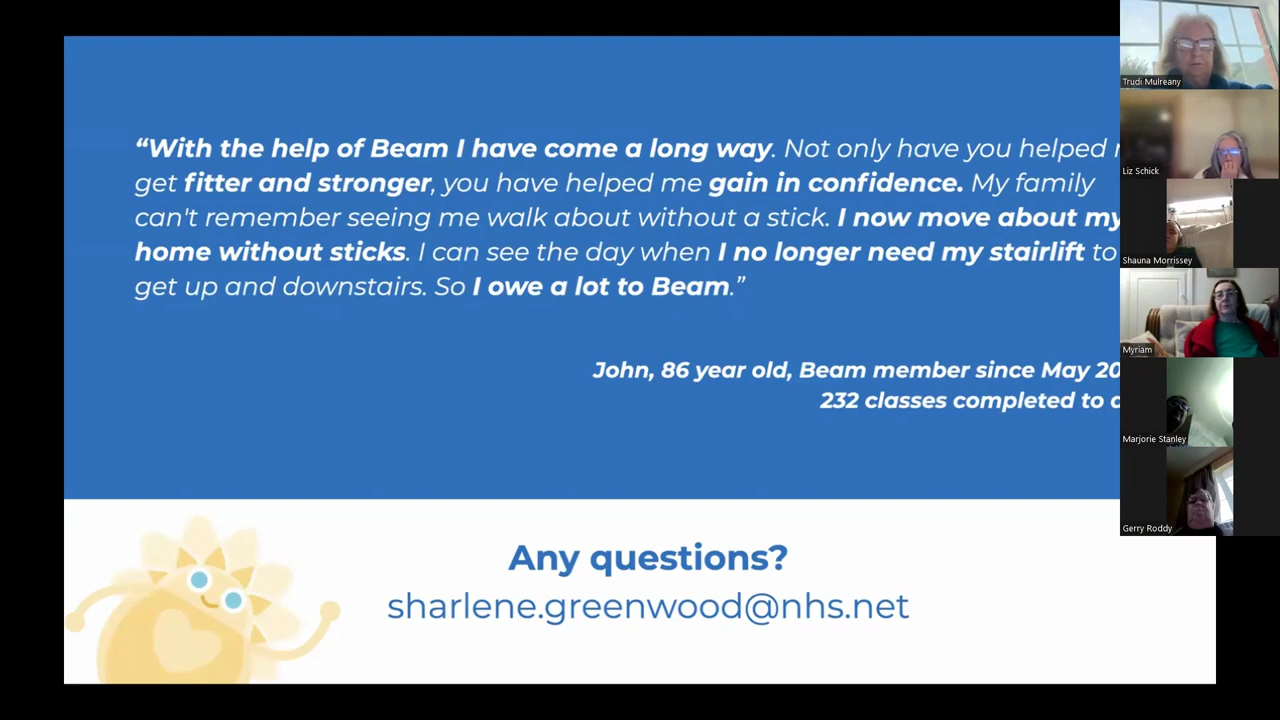 “With the help of Beam I have come a long way. Not only have you helped
get fitter and stronger, you have helped me gain in confidence. My family
can't remember seeing me walk about without a stick. I now move about my
home without sticks. I can see the day when I no longer need my stairlift to
get up and downstairs. So I owe a lot to Beam.”
John, 86 year old, Beam member since May 20
232 classes completed to
Any questions?
sharlene.greenwood@nhs.net
Trudi Mulreany
Liz Schick
Shauna Morrissey
Myriam
Marjorie Stanley
Gerry Roddy